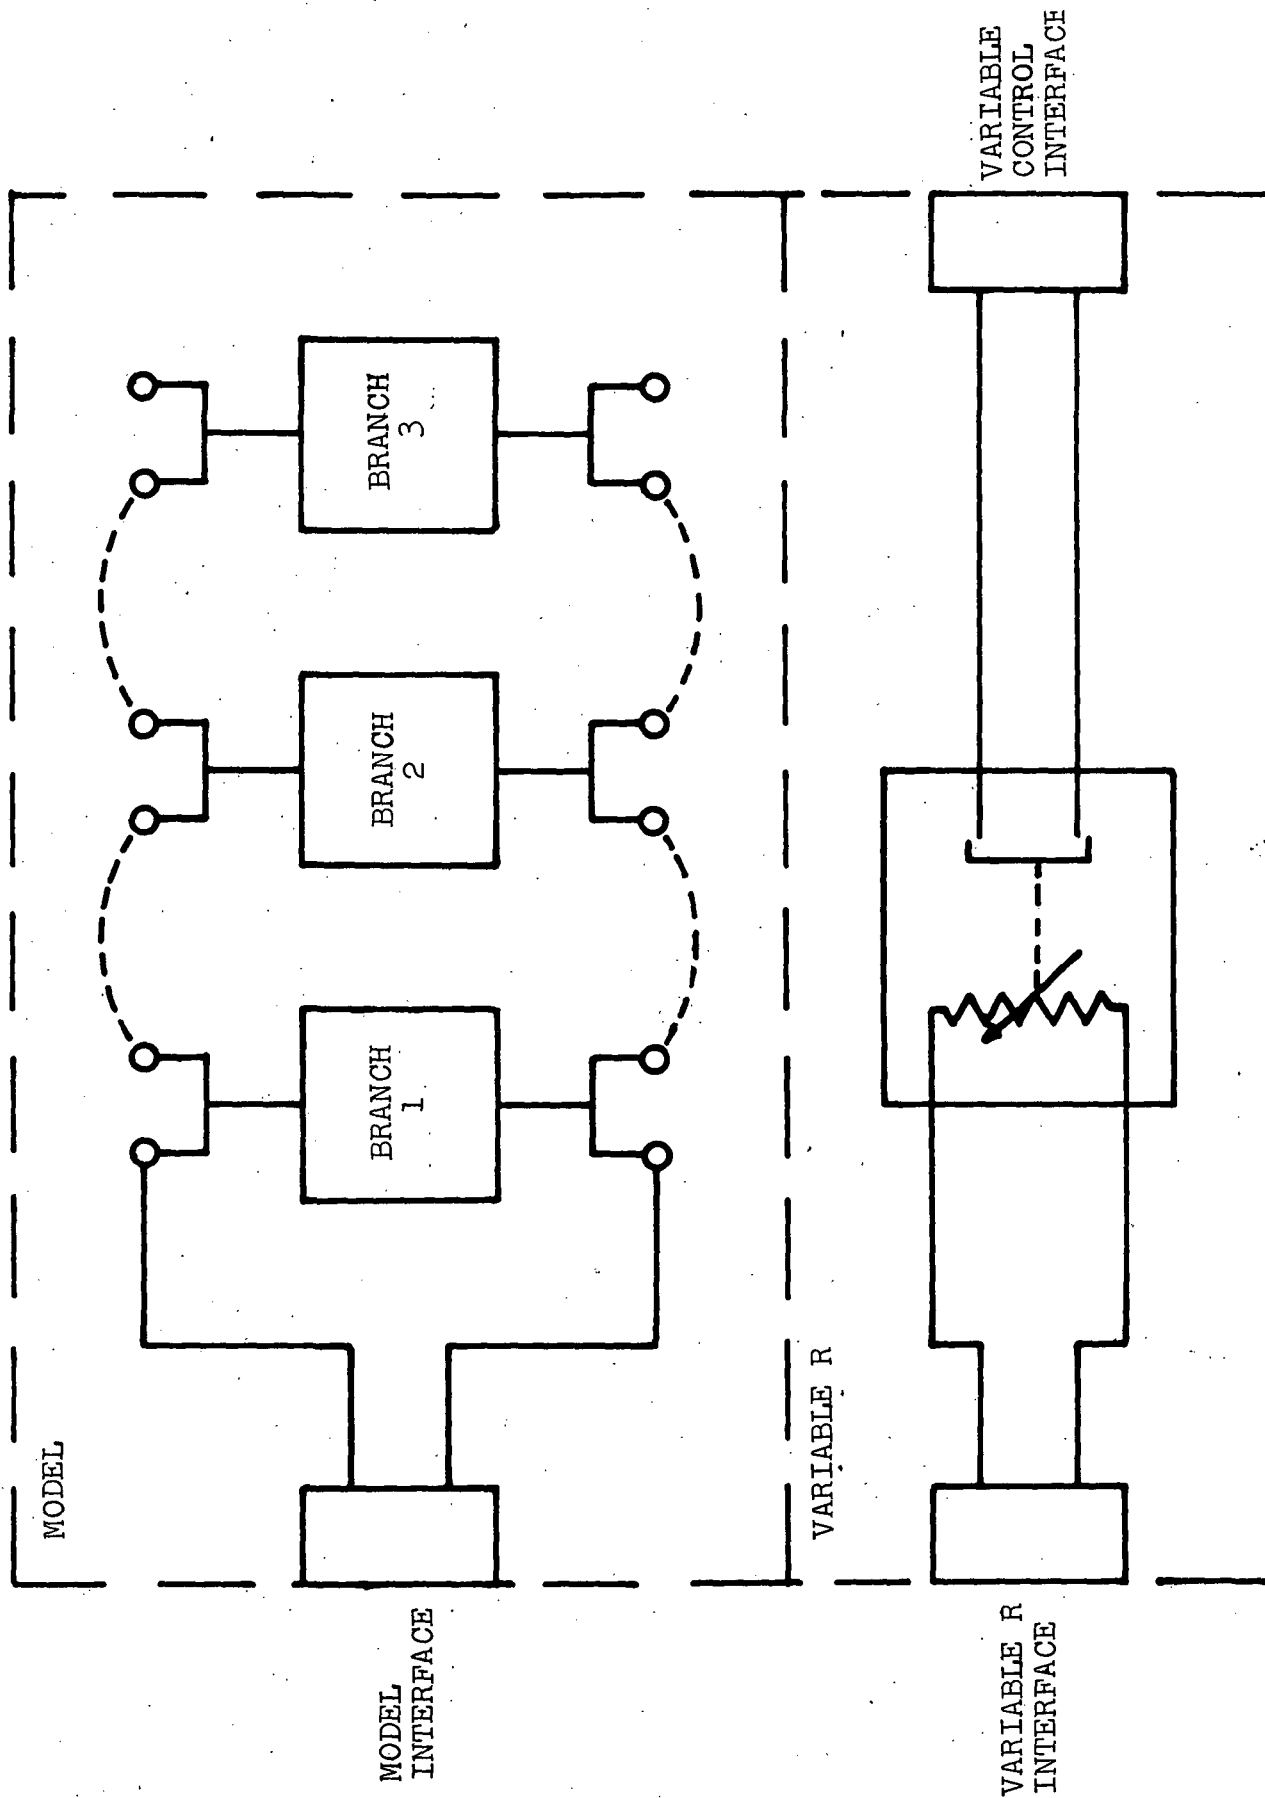 MODEL
MODEL
INTERFACE
BRANCH
1
BRANCH
2
BRANCH
3
VARIABLE R
VARIABLE R
INTERFACE
VARIABLE
CONTROL
INTERFACE